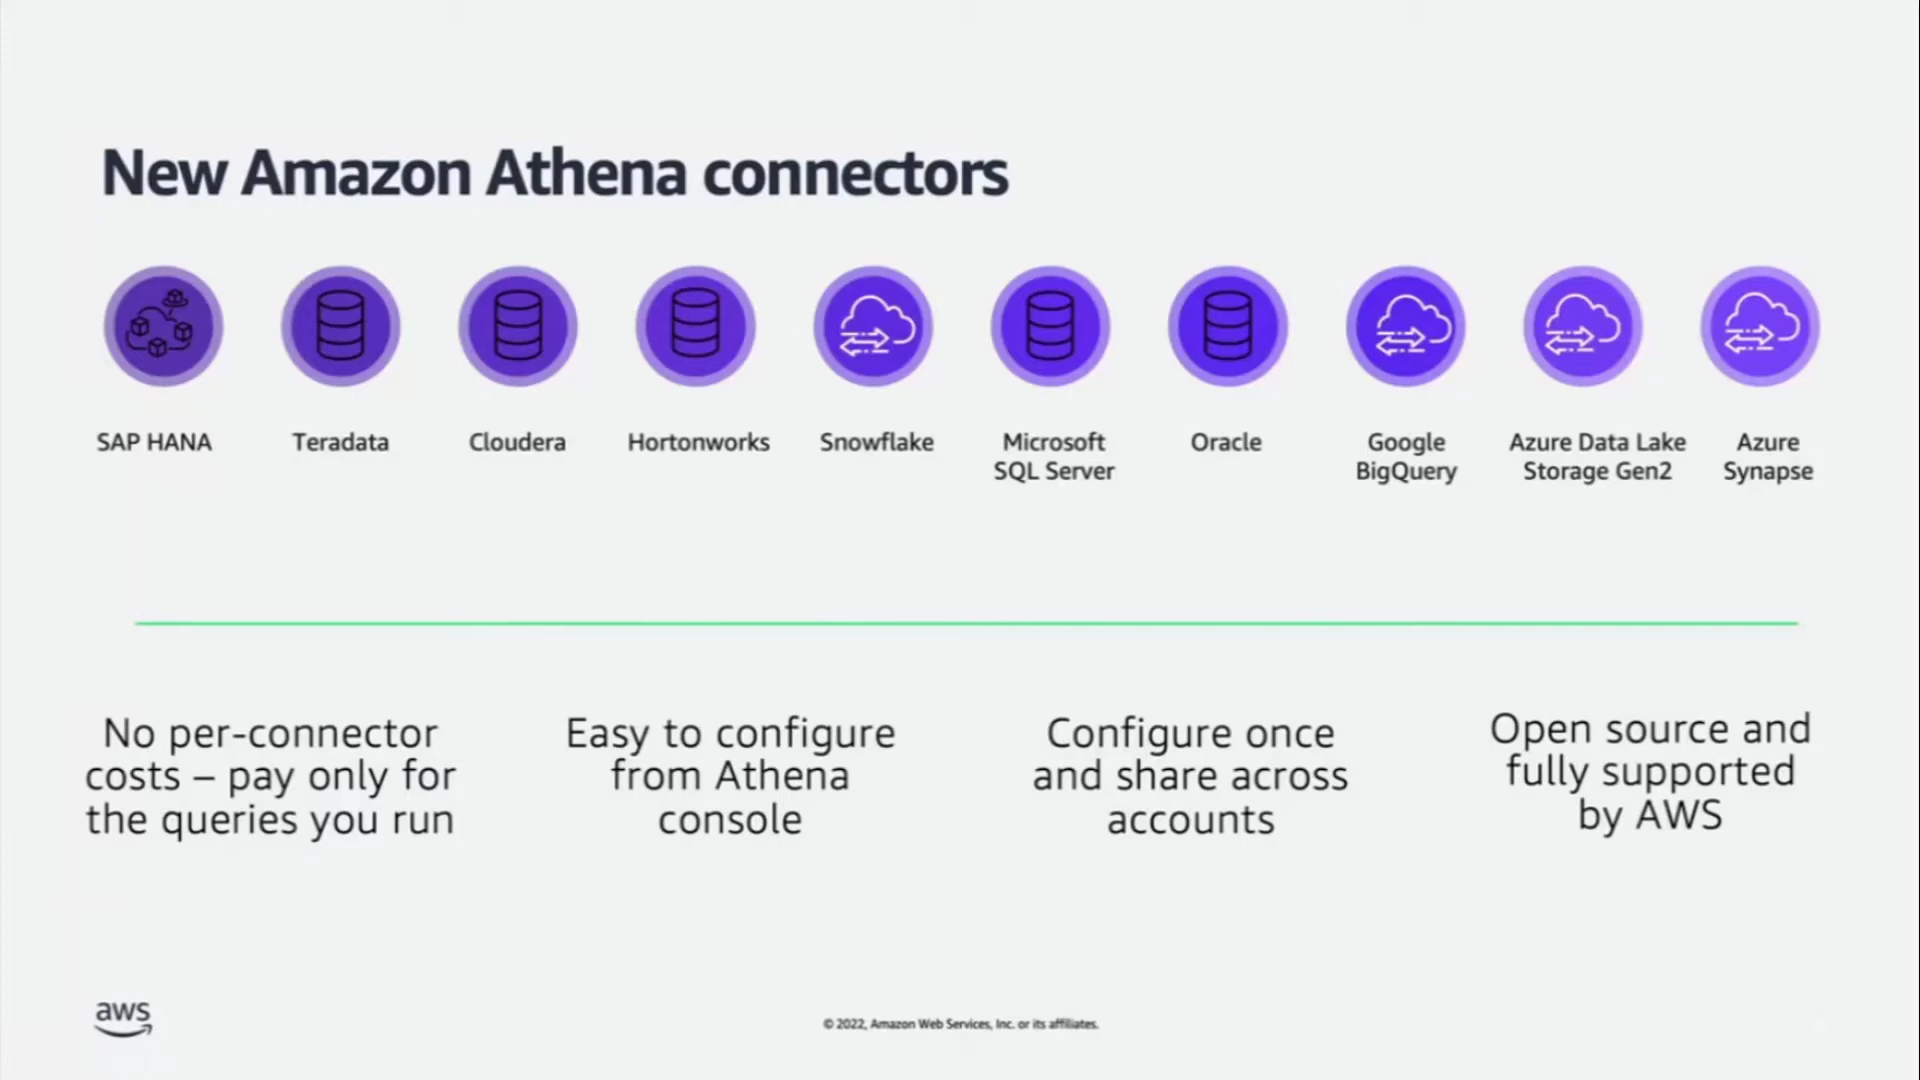 New Amazon Athena connectors
SAP HANA
Teradata
Cloudera
Hortonworks
Snowflake
Microsoft
SQL Server
Oracle
Google
BigQuery
Azure Data Lake
Storage Gen2
Azure
Synapse
No per-connector
costs – pay only for
the queries you run
Easy to configure
from Athena
console
Configure once
and share across
accounts
Open source and
fully supported
by AWS
aws
© 2022, Amazon Web Services, Inc. or its affiliates.